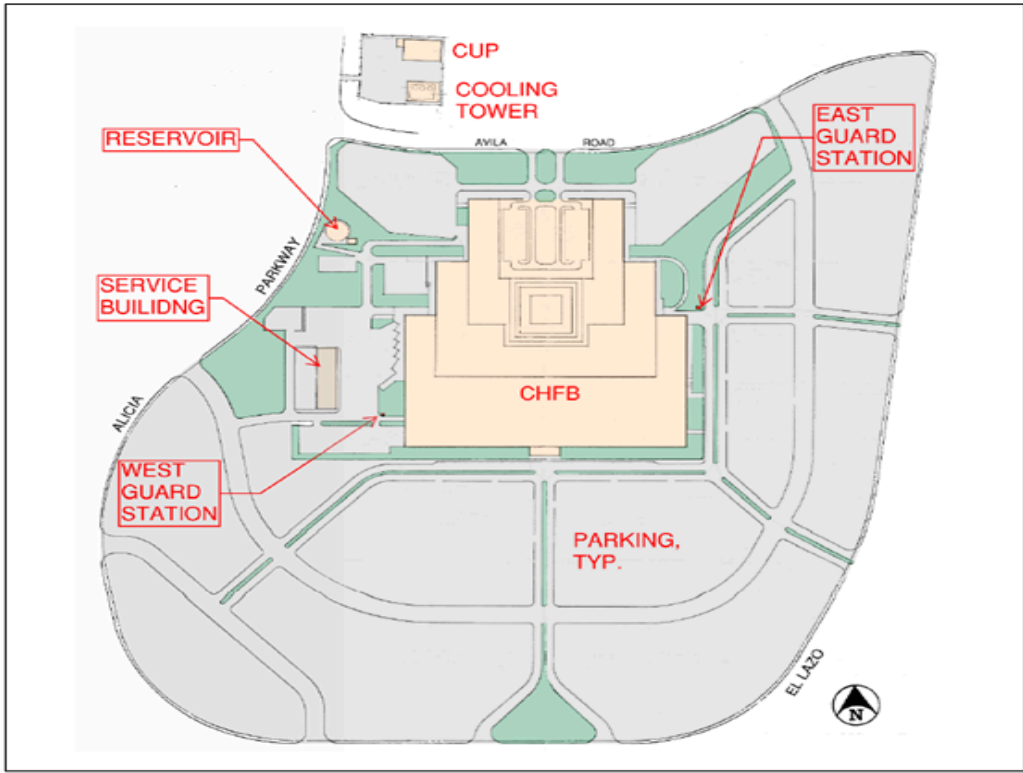 CUP
COOLING
TOWER
RESERVOIR
AVILA ROAD
EAST
GUARD
STATION
PARKWAY
SERVICE
BUILIDNG
CHFB
ALICIA
WEST
GUARD
STATION
PARKING,
TYP.
EL LAZO
N